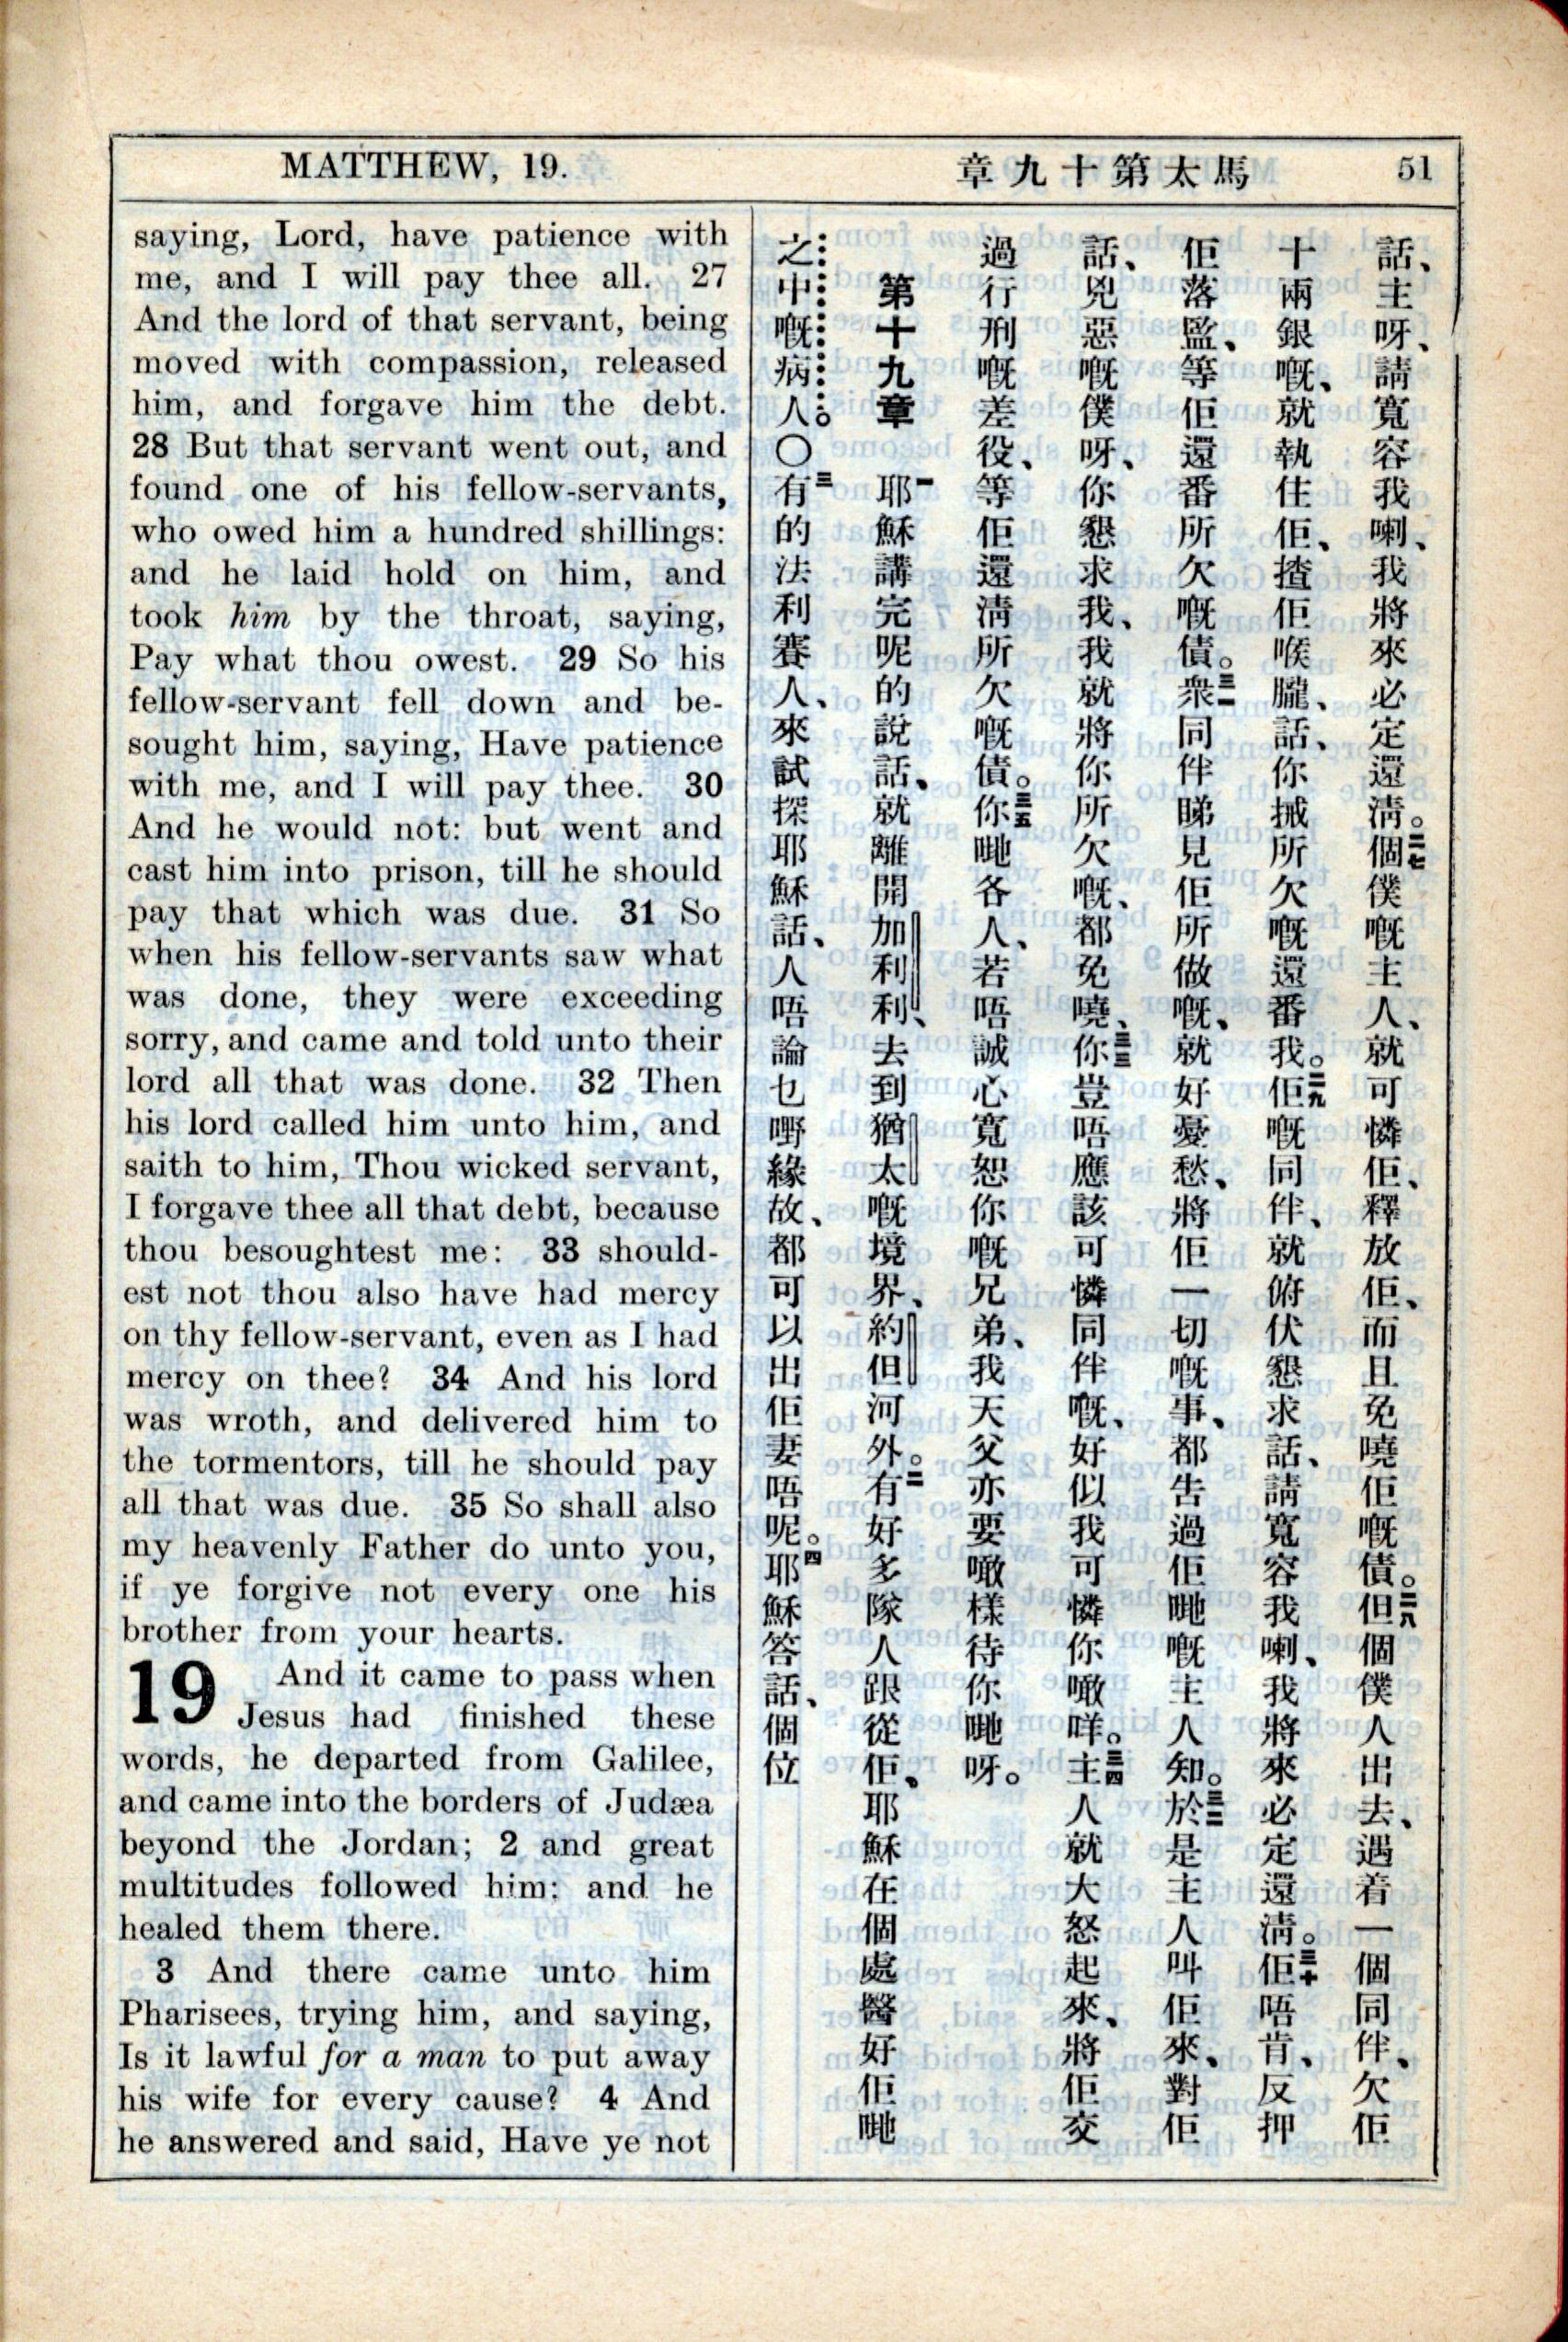 MATTHEW, 19.
saying, Lord, have patience with
me, and I will pay thee all. 27
And the lord of that servant, being
moved with compassion, released
him, and forgave him the debt.
28 But that servant went out, and
found one of his fellow-servants,
who owed him a hundred shillings:
and he laid hold on him, and
took him by the throat, saying,
Pay what thou owest. 29 So his
fellow-servant fell down and be-
sought him, saying, Have patience
with me, and I will pay thee. 30
And he would not: but went and
cast him into prison, till he should
pay that which was due. 31 So
when his fellow-servants saw what
was done, they were exceeding
sorry, and came and told unto their
lord all that was done. 32 Then
his lord called him unto him, and
saith to him, Thou wicked servant,
I forgave thee all that debt, because
thou besoughtest me: 33 should-
est not thou also have had mercy
on thy fellow-servant, even as I had
mercy on thee? 34 And his lord
was wroth, and delivered him to
the tormentors, till he should pay
all that was due. 35 So shall also
my heavenly Father do unto you,
if ye forgive not every one his
brother from your hearts.
19 And it came to pass when
Jesus had finished these
words, he departed from Galilee,
and came into the borders of Judæa
beyond the Jordan; 2 and great
multitudes followed him: and he
healed them there.
3 And there came unto him
Pharisees, trying him, and saying,
Is it lawful for a man to put away
his wife for every cause? 4 And
he answered and said, Have ye not
馬太第十九章
51
話、主呀、請寬容我喇、我將來必定還淸。二七個僕嘅主人、就可憐佢、釋放佢、而且免曉佢嘅債。二八但個僕人出去、遇着一個同伴、欠佢
十兩銀嘅、就執住佢、揸佢喉嚨、話、你揻所欠嘅還番我。二九佢嘅同伴、就俯伏懇求話、請寬容我喇、我將來必定還淸。三十佢唔肯、反押
佢落監、等佢還番所欠嘅債。三一衆同伴睇見佢所做嘅、就好憂愁、將佢一切嘅事、都吿過佢哋嘅主人知。三二於是主人叫佢來、對佢
話、兇惡嘅僕呀、你懇求我、我就將你所欠嘅、都免曉、三三你豈唔應該可憐同伴嘅、好似我可憐你噉咩。三四主人就大怒起來、將佢交
過行刑嘅差役、等佢還淸所欠嘅債。三五你哋各人、若唔誠心寬恕你嘅兄弟、我天父亦要噉樣待你哋呀。
第十九章 一耶穌講完呢的說話、就離開加利利、去到猶太嘅境界、約但河外。二有好多隊人跟從佢、耶穌在個處醫好佢哋
之中嘅病人。〇三有的法利賽人、來試探耶穌話、人唔論乜嘢緣故、都可以出佢妻唔呢。四耶穌答話、個位